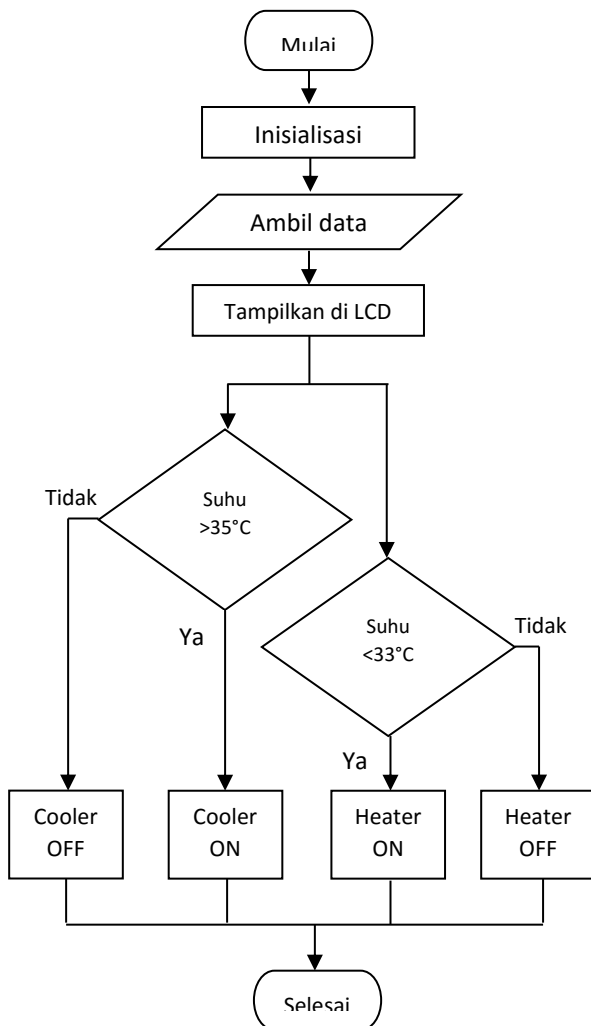 Mulai
Inisialisasi
Ambil data
Tampilkan di LCD
Tidak
Suhu
>35°C
Ya
Suhu
<33°C
Tidak
Ya
Cooler
OFF
Cooler
ON
Heater
ON
Heater
OFF
Selesai